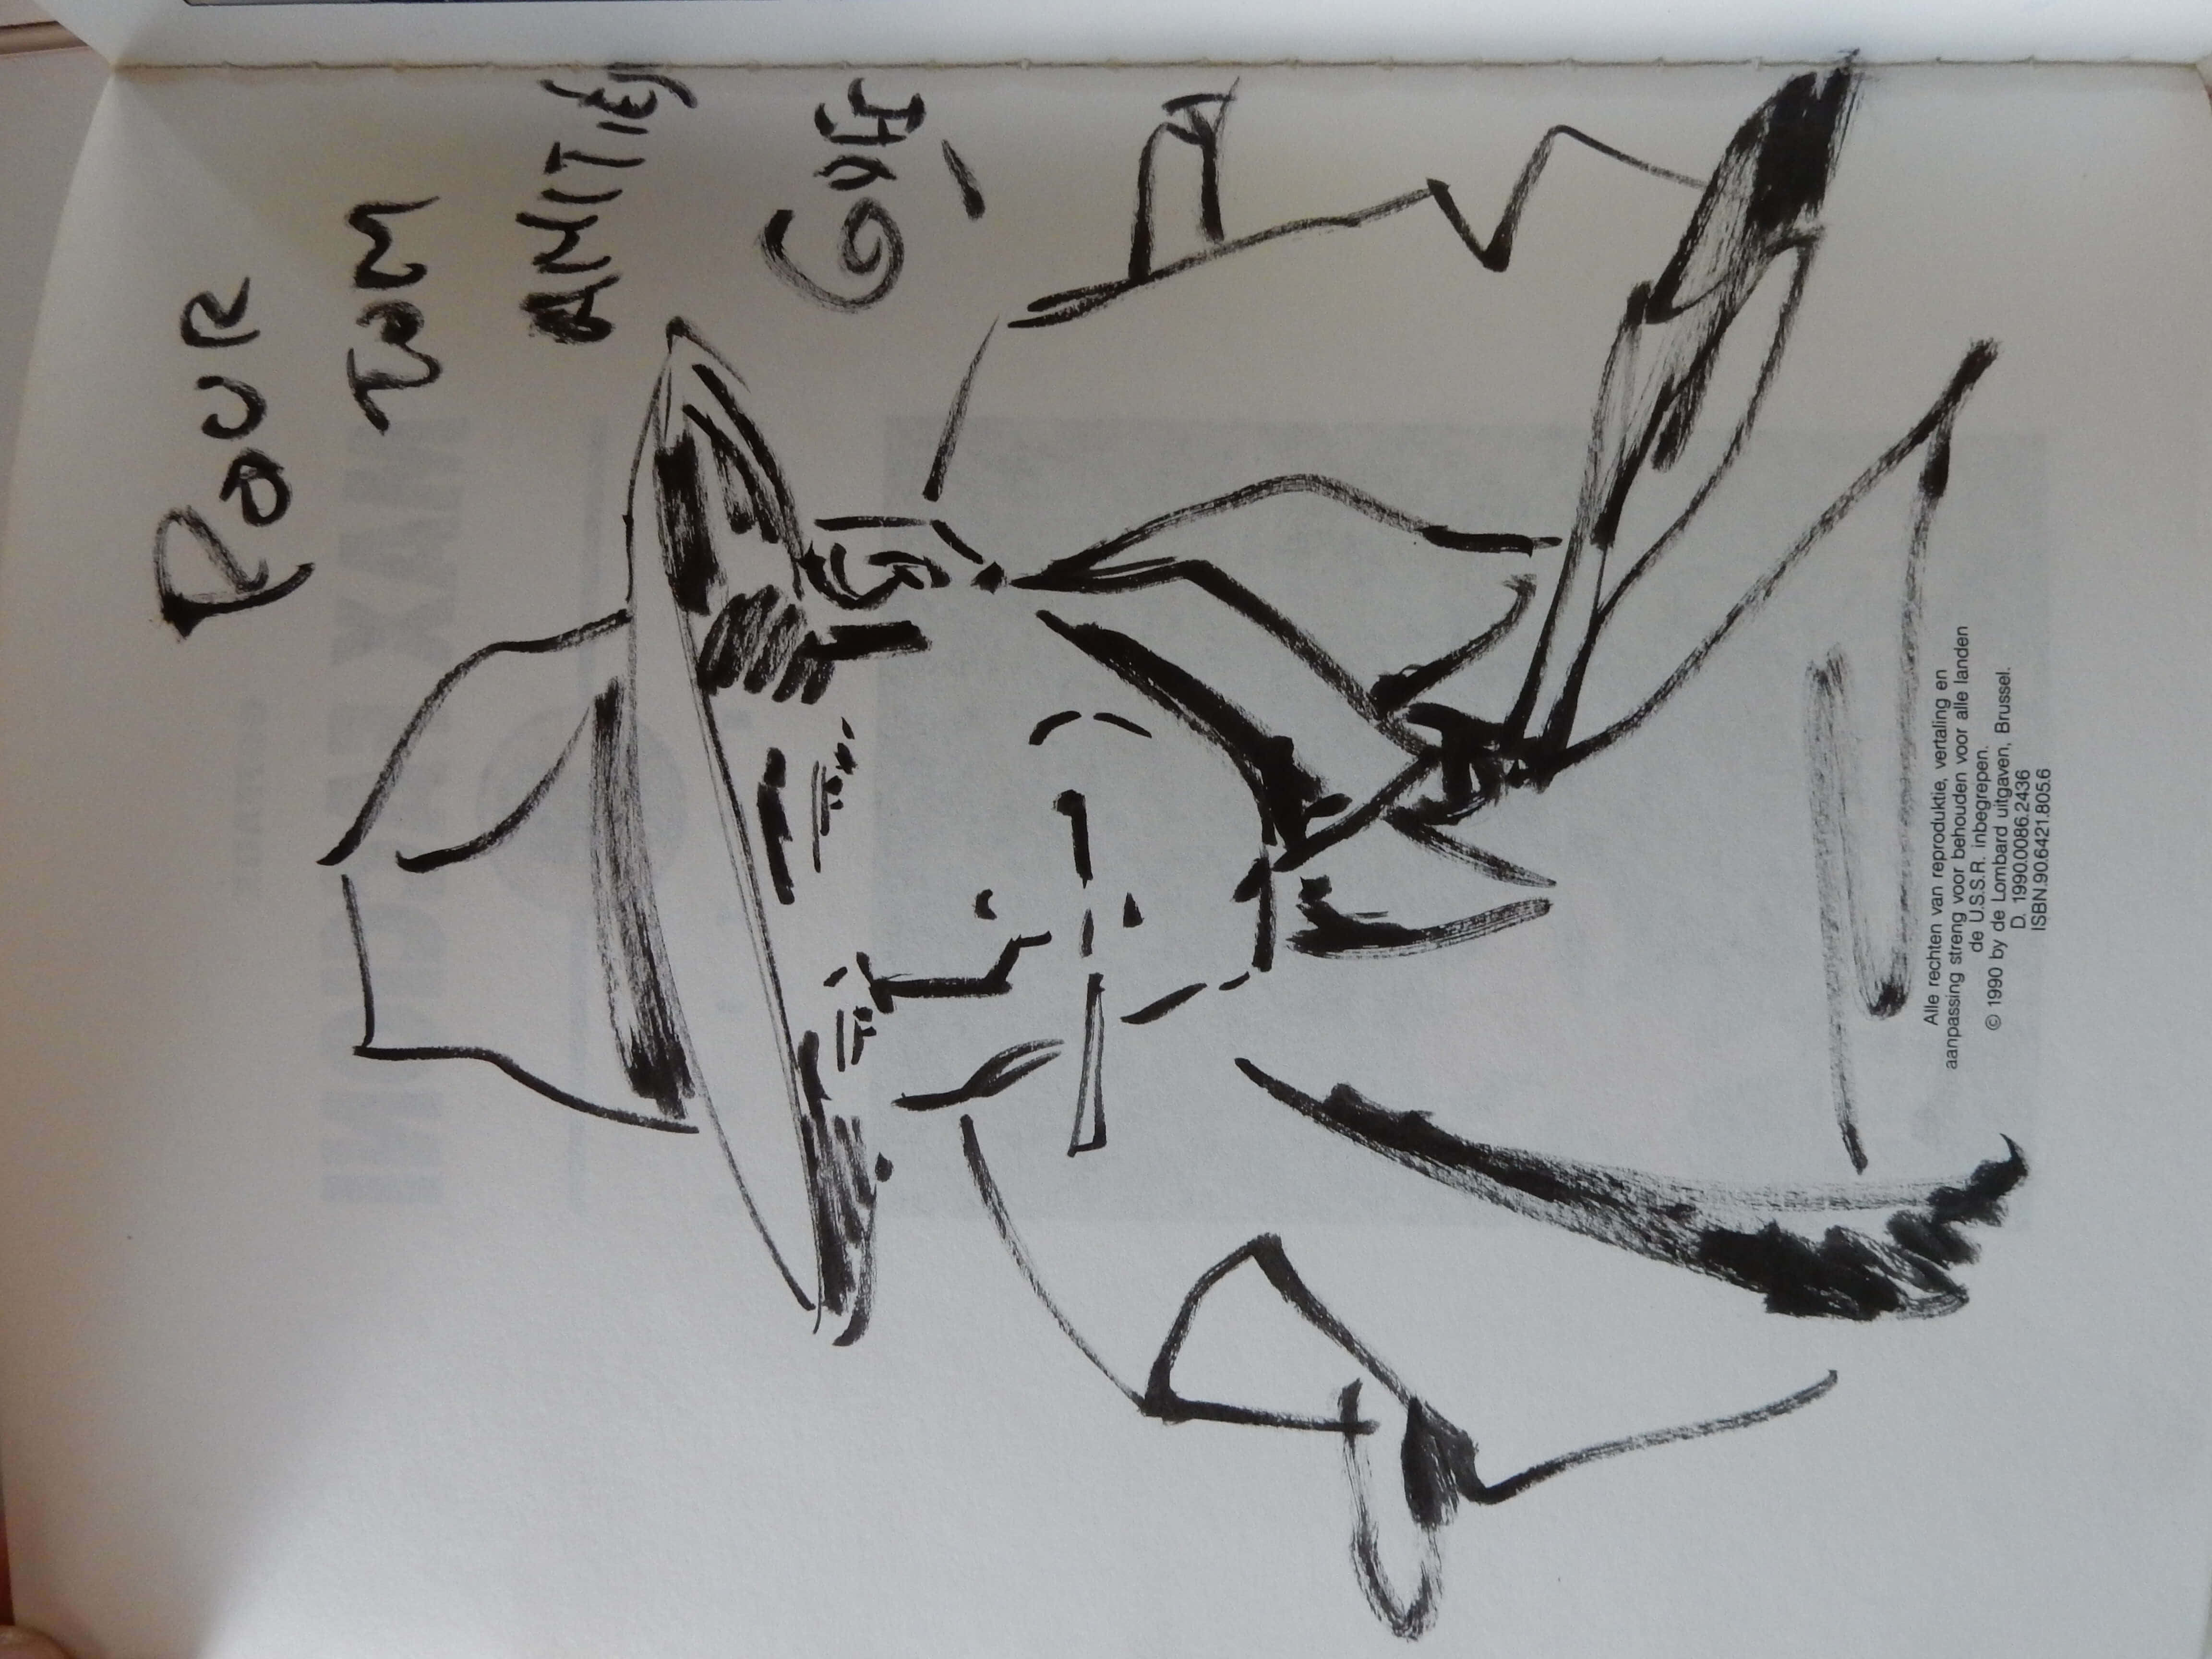 POUR
TOM
AMITIÉS
Alle rechten van reproduktie, vertaling en
aanpassing streng voor behouden voor alle landen
de U.S.S.R. inbegrepen.
© 1990 by de Lombard uitgaven, Brussel.
D. 1990.0086.2436
ISBN.90.6421.805.6